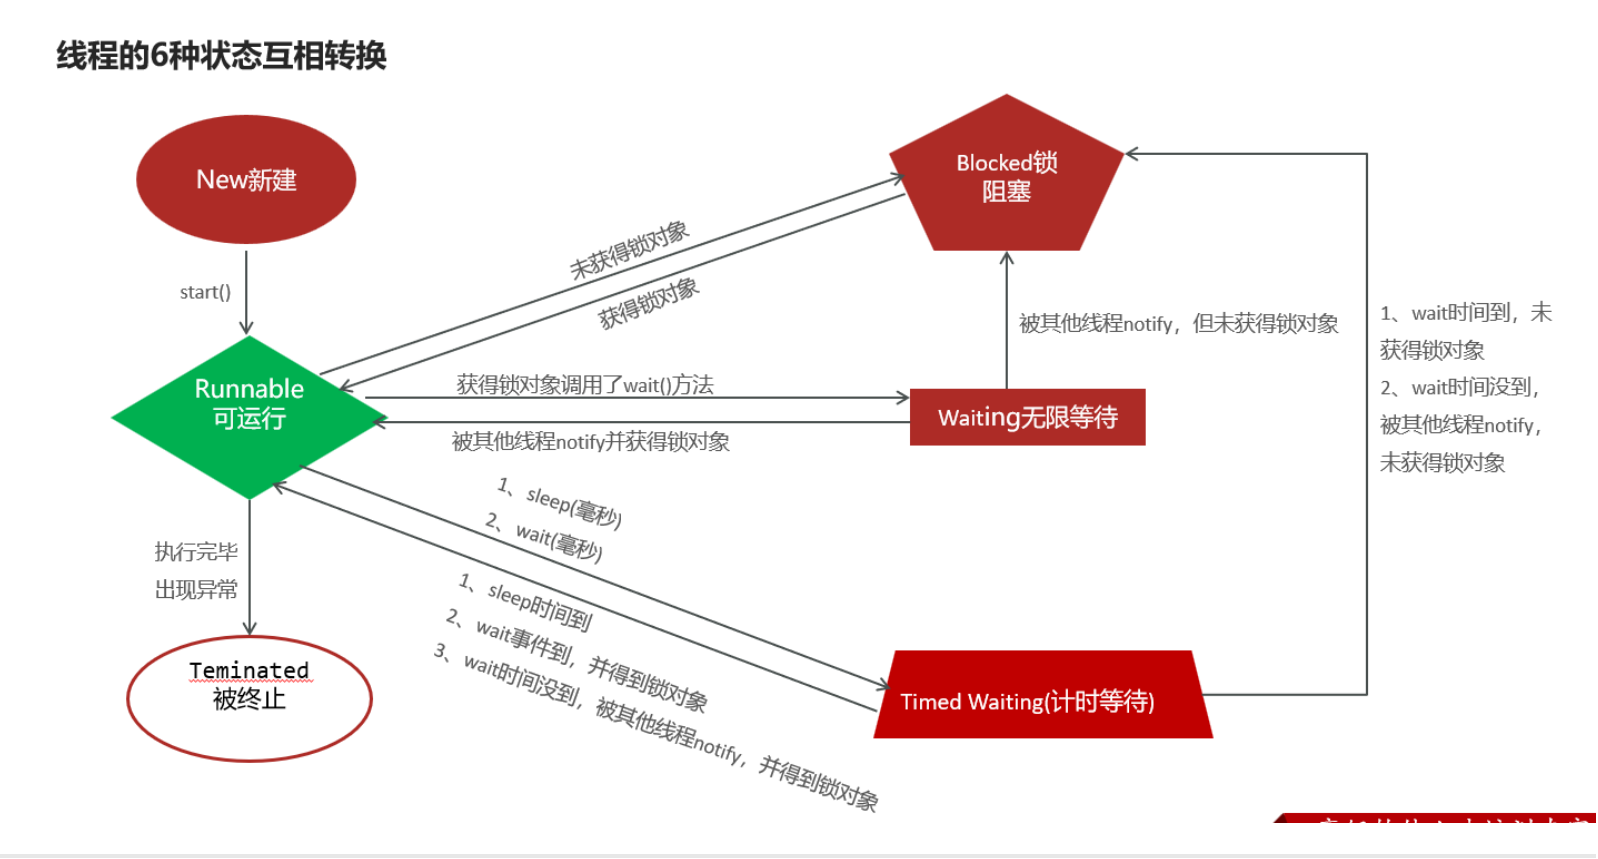 线程的6种状态互相转换
New新建
start()
Runnable
可运行
执行完毕
出现异常
Teminated
被终止
未获得锁对象
获得锁对象
获得锁对象调用了wait()方法
被其他线程notify并获得锁对象
1、sleep(毫秒)
2、wait(毫秒)
1、sleep时间到
2、wait事件到，并得到锁对象
3、wait时间没到，被其他线程notify，并得到锁对象
Blocked锁
阻塞
被其他线程notify，但未获得锁对象
Waiting无限等待
Timed Waiting(计时等待)
1、wait时间到，未
获得锁对象
2、wait时间没到，
被其他线程notify，
未获得锁对象